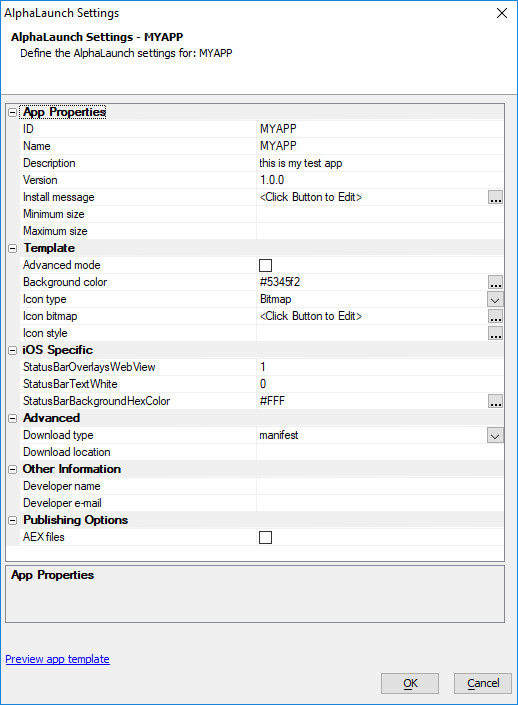 AlphaLaunch Settings
AlphaLaunch Settings - MYAPP
Define the AlphaLaunch settings for: MYAPP
App Properties
ID MYAPP
Name MYAPP
Description this is my test app
Version 1.0.0
Install message <Click Button to Edit> ...
Minimum size
Maximum size
Template
Advanced mode
Background color #5345f2 ...
Icon type Bitmap
Icon bitmap <Click Button to Edit> ...
Icon style ...
iOS Specific
StatusBarOverlaysWebView 1
StatusBarTextWhite 0
StatusBarBackgroundHexColor #FFF ...
Advanced
Download type manifest
Download location
Other Information
Developer name
Developer e-mail
Publishing Options
AEX files
App Properties
Preview app template
OK Cancel